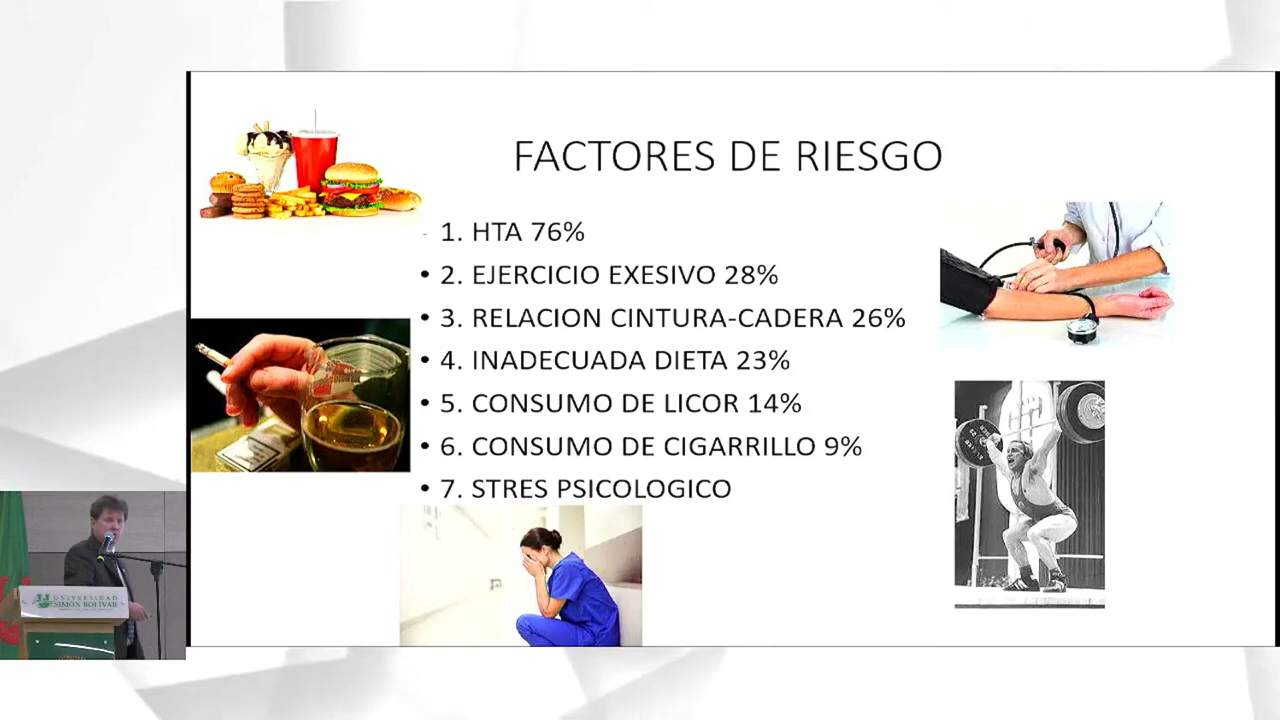 FACTORES DE RIESGO
1. HTA 76%
• 2. EJERCICIO EXESIVO 28%
• 3. RELACION CINTURA-CADERA 26%
• 4. INADECUADA DIETA 23%
• 5. CONSUMO DE LICOR 14%
• 6. CONSUMO DE CIGARRILLO 9%
• 7. STRES PSICOLOGICO
UNIVERSIDAD
SIMÓN BOLÍVAR